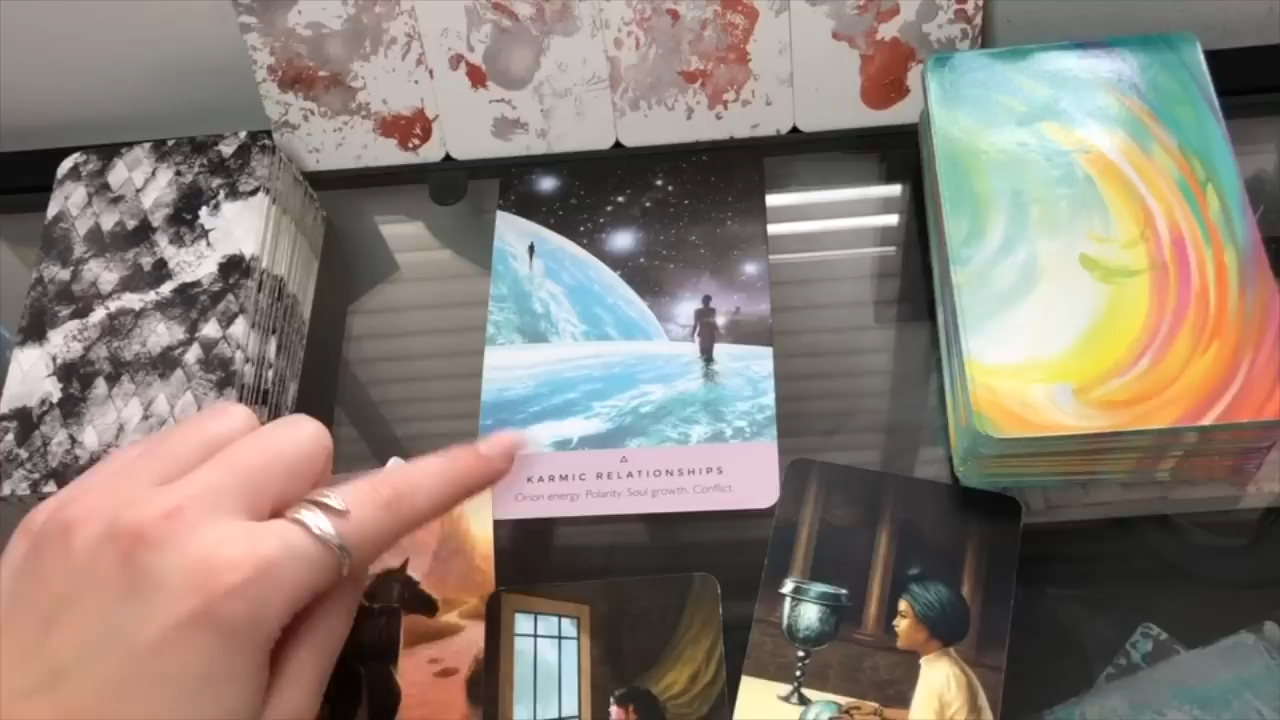 KARMIC RELATIONSHIPS
Orion energy. Polarity. Soul growth. Conflict.